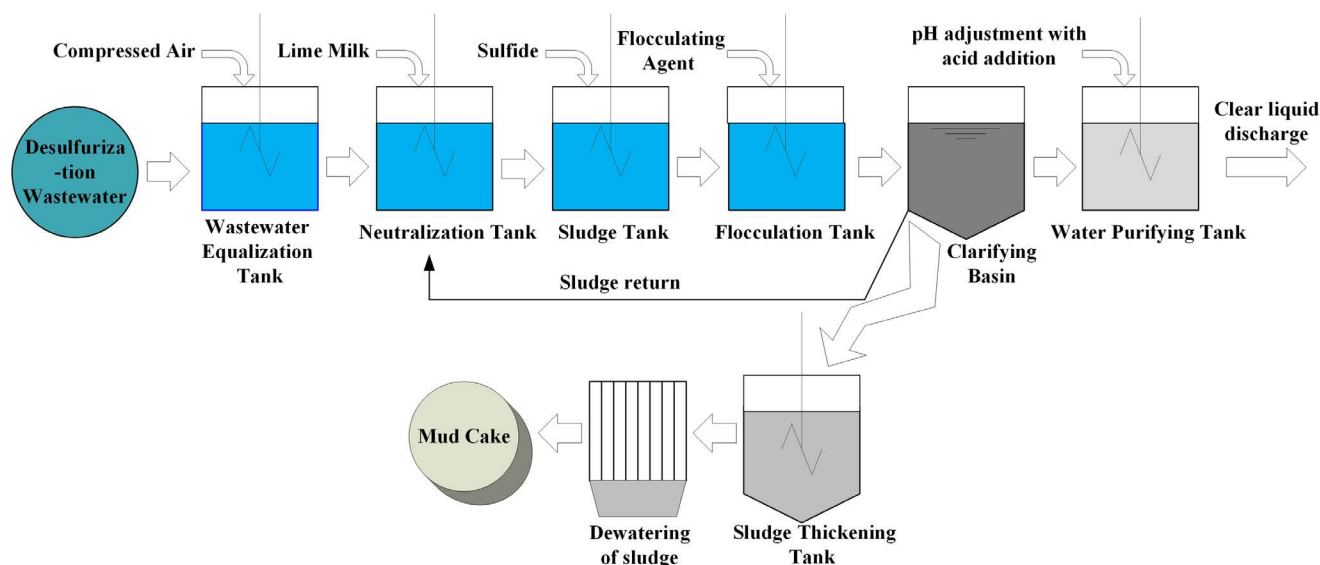 Compressed Air
Lime Milk
Sulfide
Flocculating
Agent
pH adjustment with
acid addition
Clear liquid
discharge
Desulfuriza
-tion
Wastewater
Wastewater
Equalization
Tank
Neutralization Tank
Sludge Tank
Flocculation Tank
Clarifying
Basin
Water Purifying Tank
Sludge return
Mud Cake
Dewatering
of sludge
Sludge Thickening
Tank